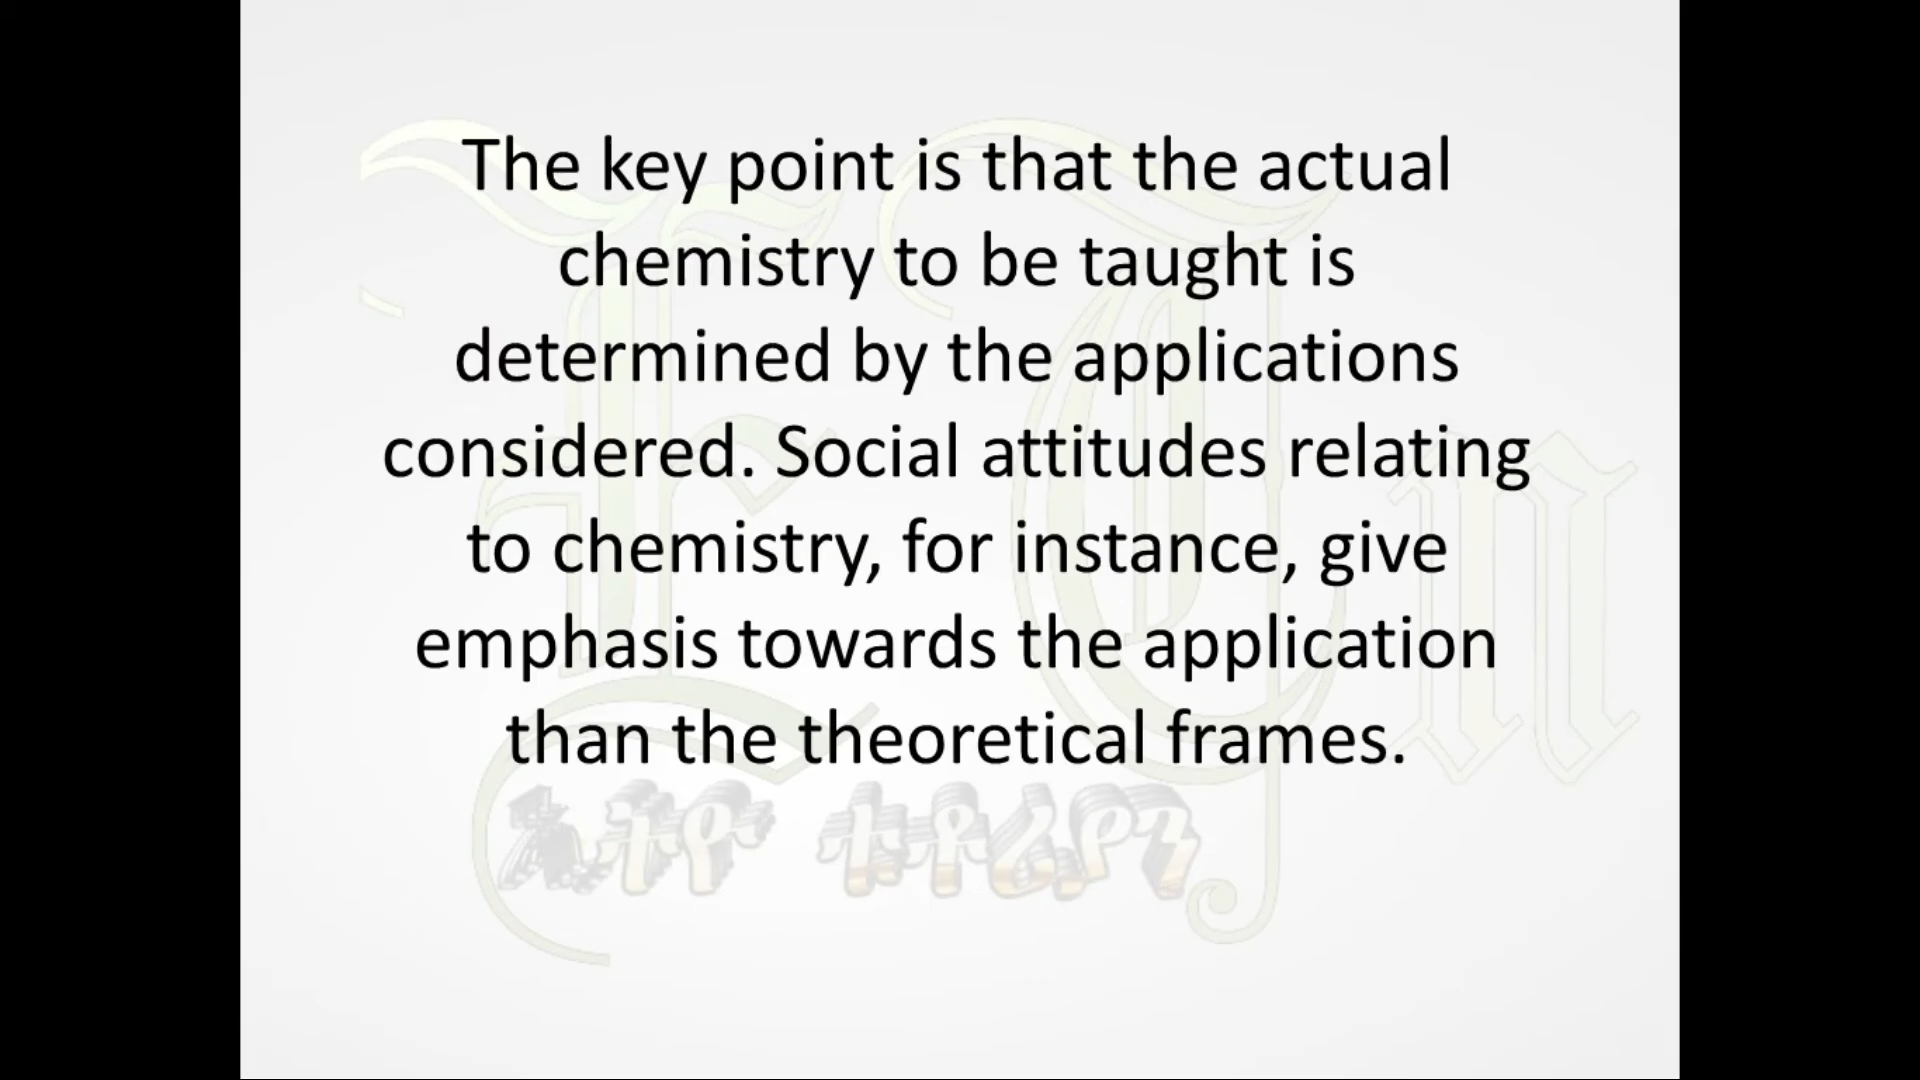 The key point is that the actual
chemistry to be taught is
determined by the applications
considered. Social attitudes relating
to chemistry, for instance, give
emphasis towards the application
than the theoretical frames.